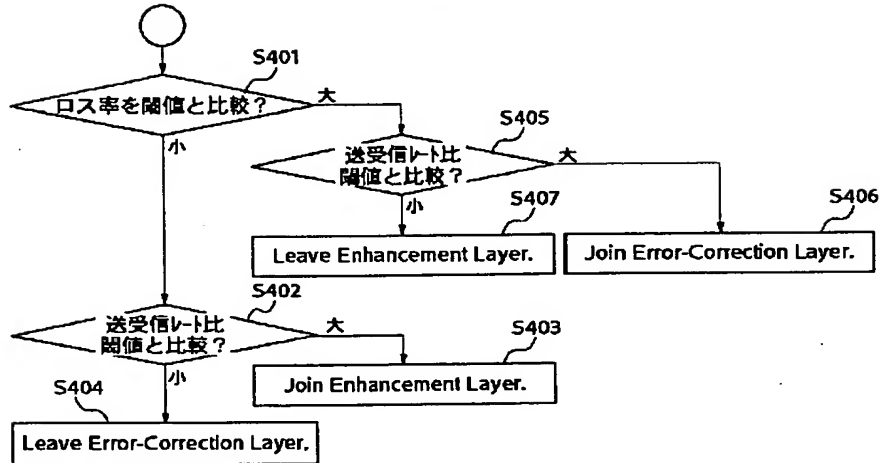 S401
ロス率を閾値と比較?
大
小
S405
送受信レート比
閾値と比較?
大
小
S407
Leave Enhancement Layer.
S406
Join Error-Correction Layer.
S402
送受信レート比
閾値と比較?
大
小
S403
Join Enhancement Layer.
S404
Leave Error-Correction Layer.